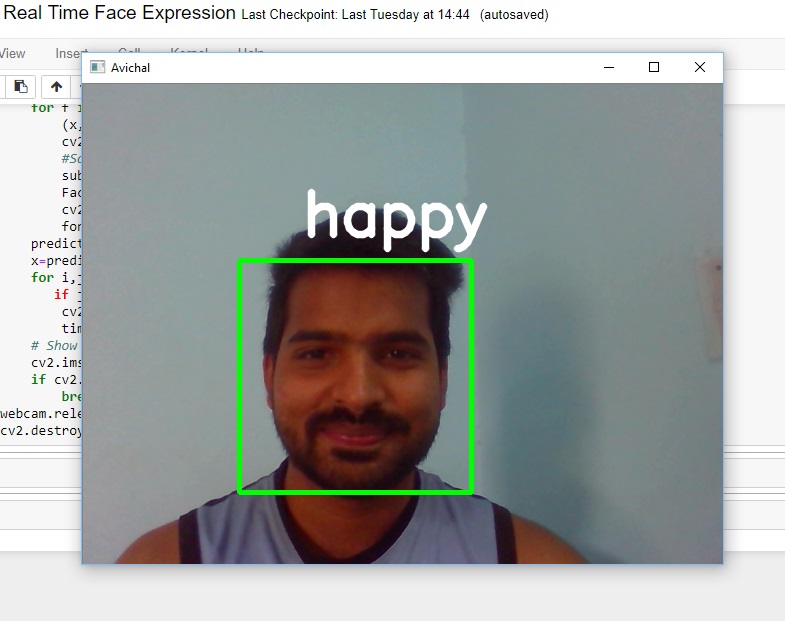 Real Time Face Expression Last Checkpoint: Last Tuesday at 14:44 (autosaved)
View Insert Cell Kernel Help
Avichal
for f
(x,
cv2
sub
Fac
cv2
for
predict
x=predi
for i,
if
cv2
tim
# Show
cv2.ims
if cv2.
bre
webcam.rele
cv2.destroy
happy